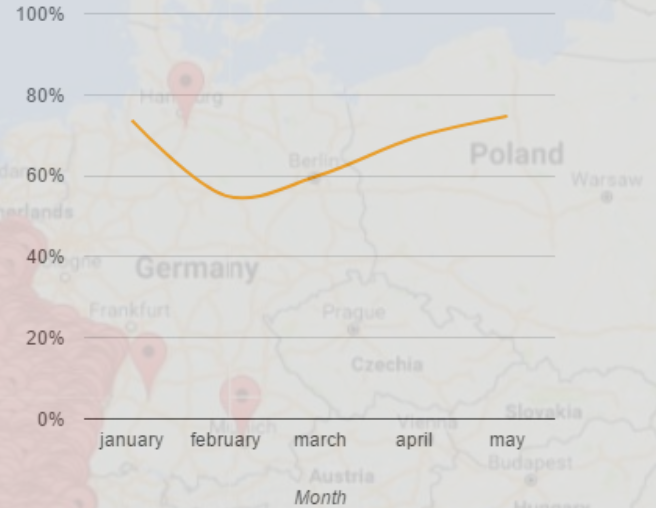 100%
80%
Hamburg
Berlin
Poland
60%
Warsaw
40%
Germany
Frankfurt
Prague
20%
Czechia
0%
Munich
Vienna
Slovakia
january february march april may
Budapest
Austria
Month
Hungary